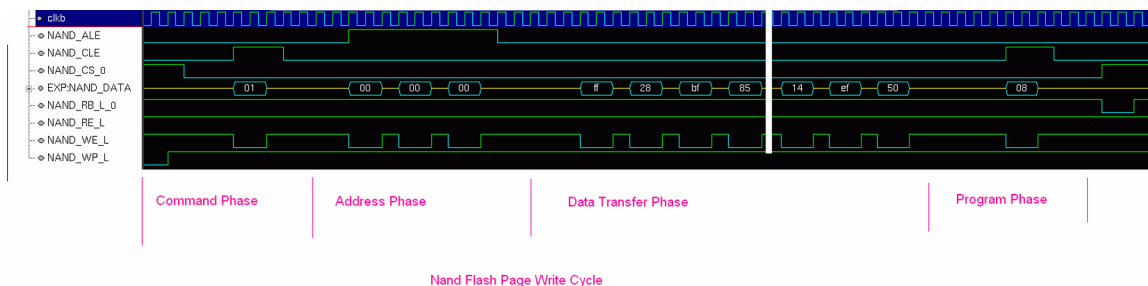 clkb
NAND_ALE
NAND_CLE
NAND_CS_0
EXP:NAND_DATA 01 00 00 00 ff 28 bf 85 14 ef 50 08
NAND_RB_L_0
NAND_RE_L
NAND_WE_L
NAND_WP_L
Command Phase Address Phase Data Transfer Phase Program Phase
Nand Flash Page Write Cycle